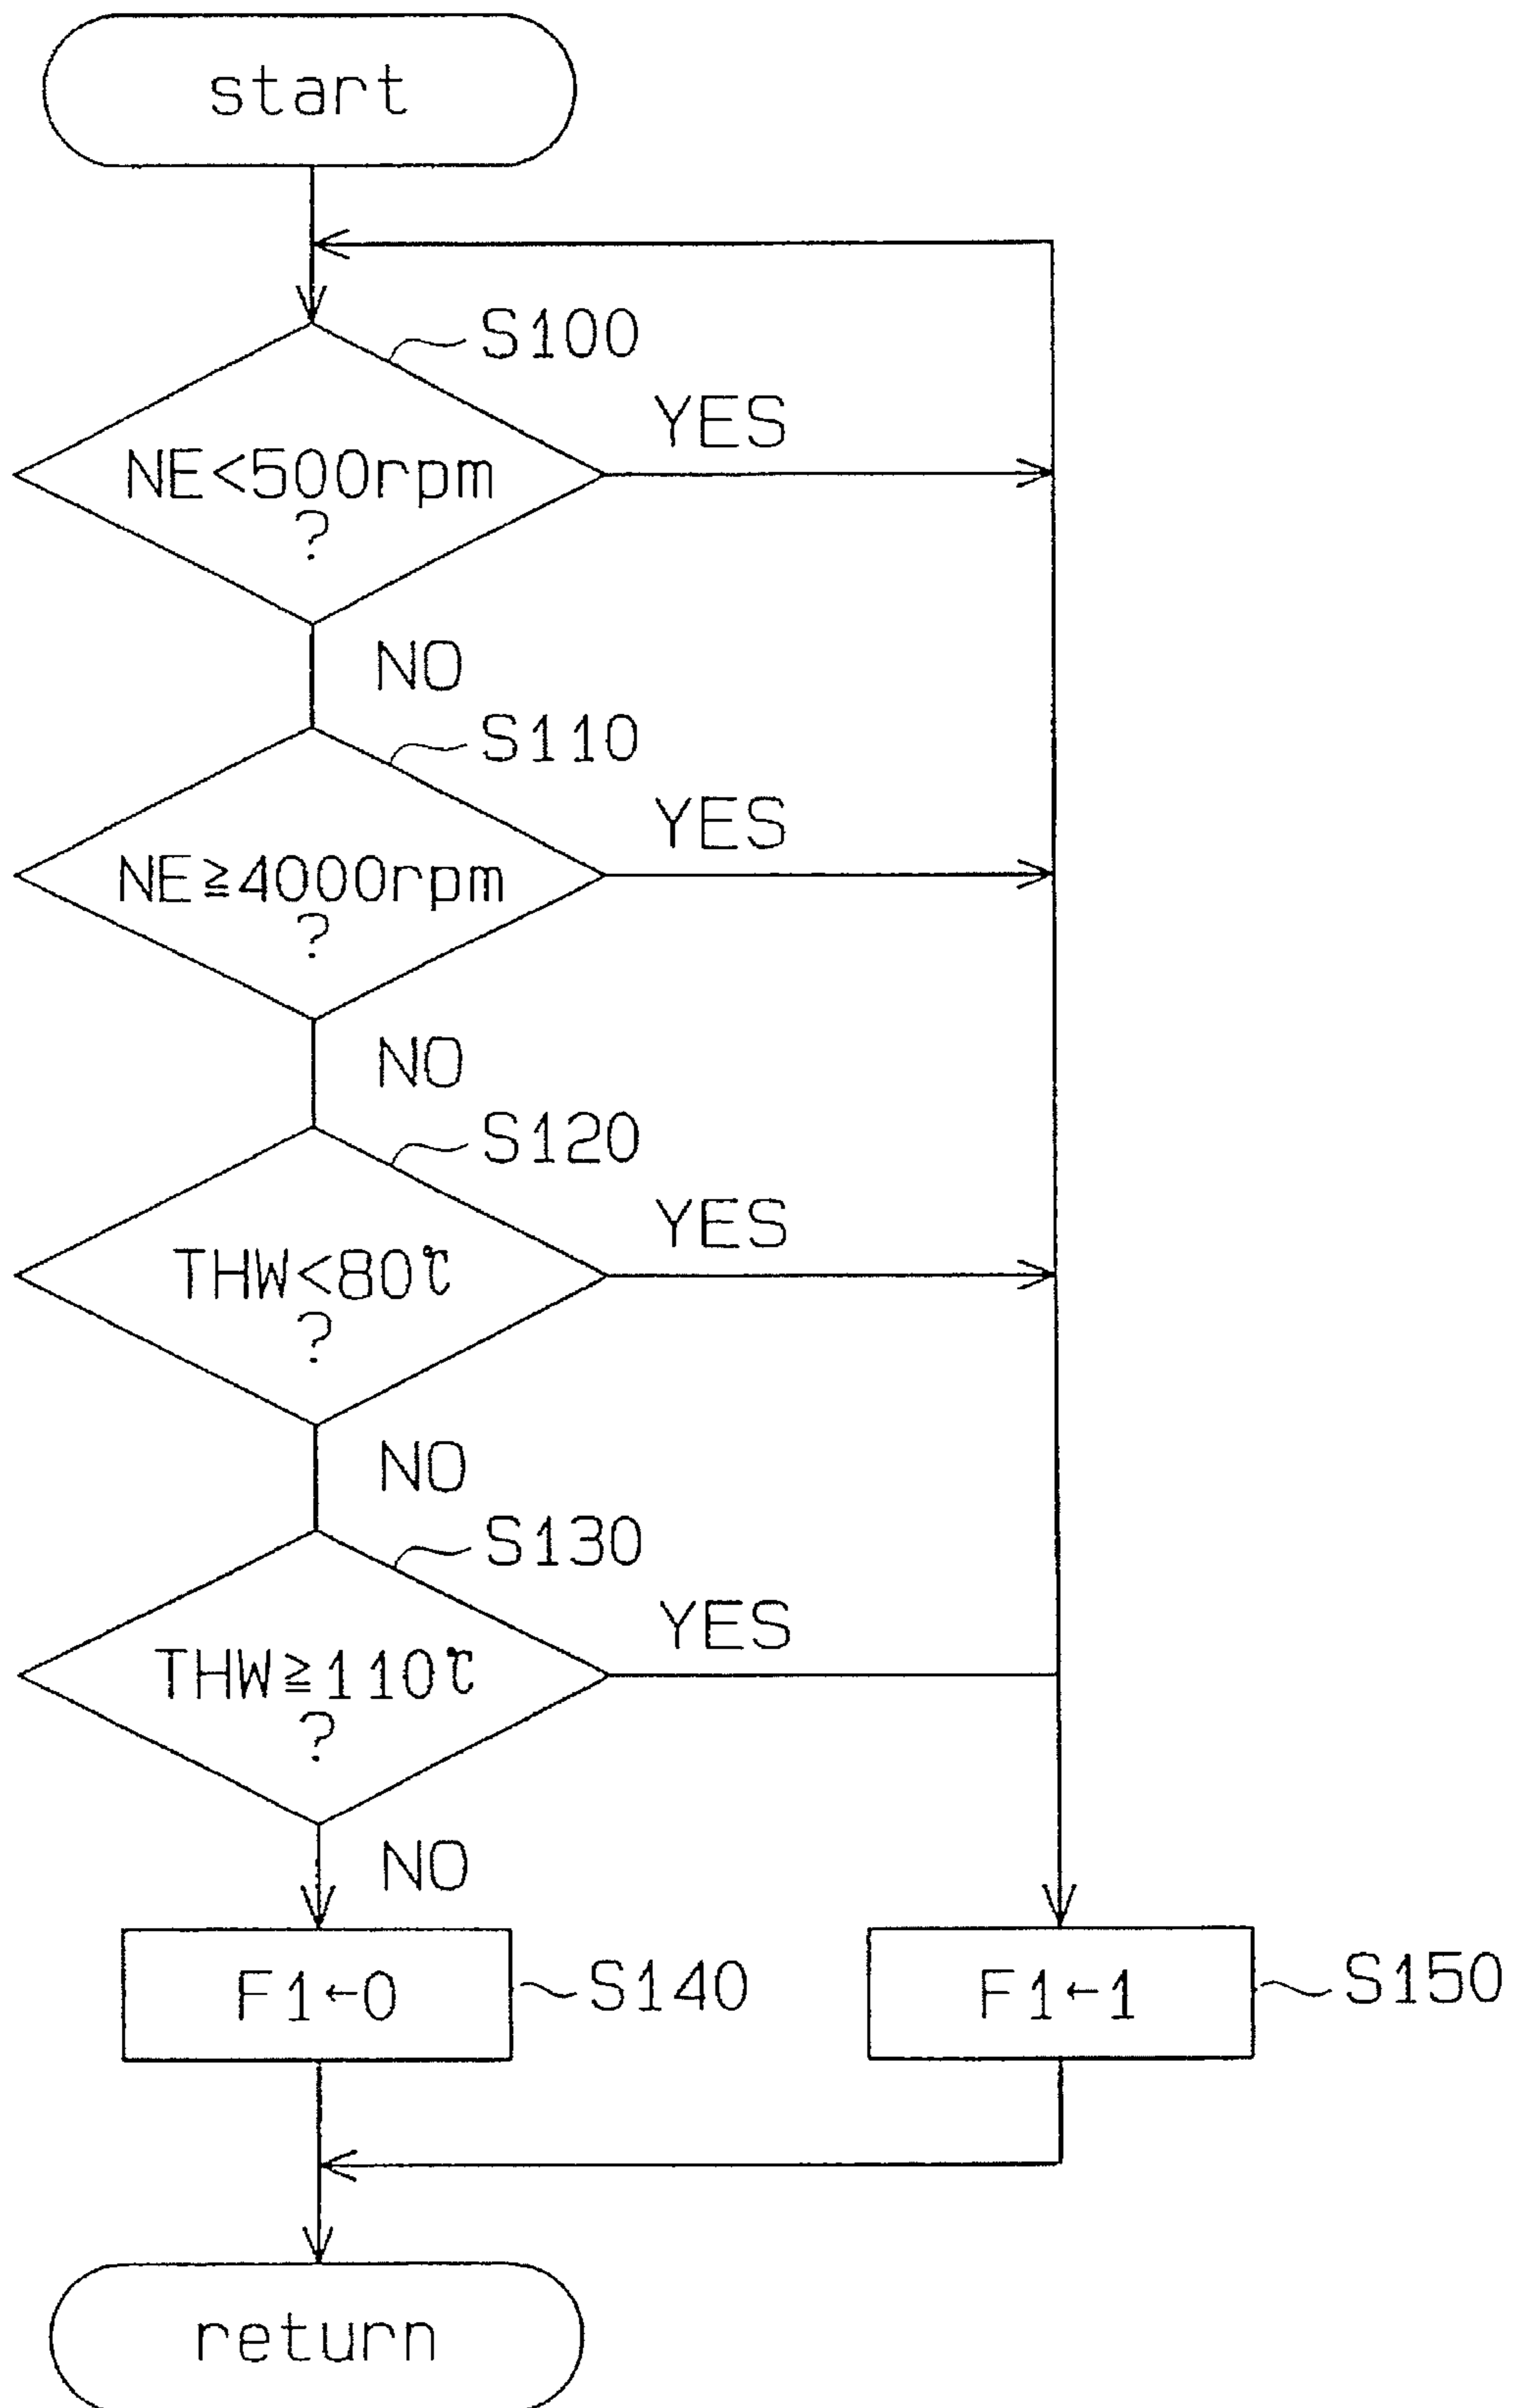 start
S100
YES
NE<500rpm
?
NO
S110
YES
NE≧4000rpm
?
NO
S120
YES
THW<80℃
?
NO
S130
YES
THW≧110℃
?
NO
F1←0
S140
F1←1
S150
return